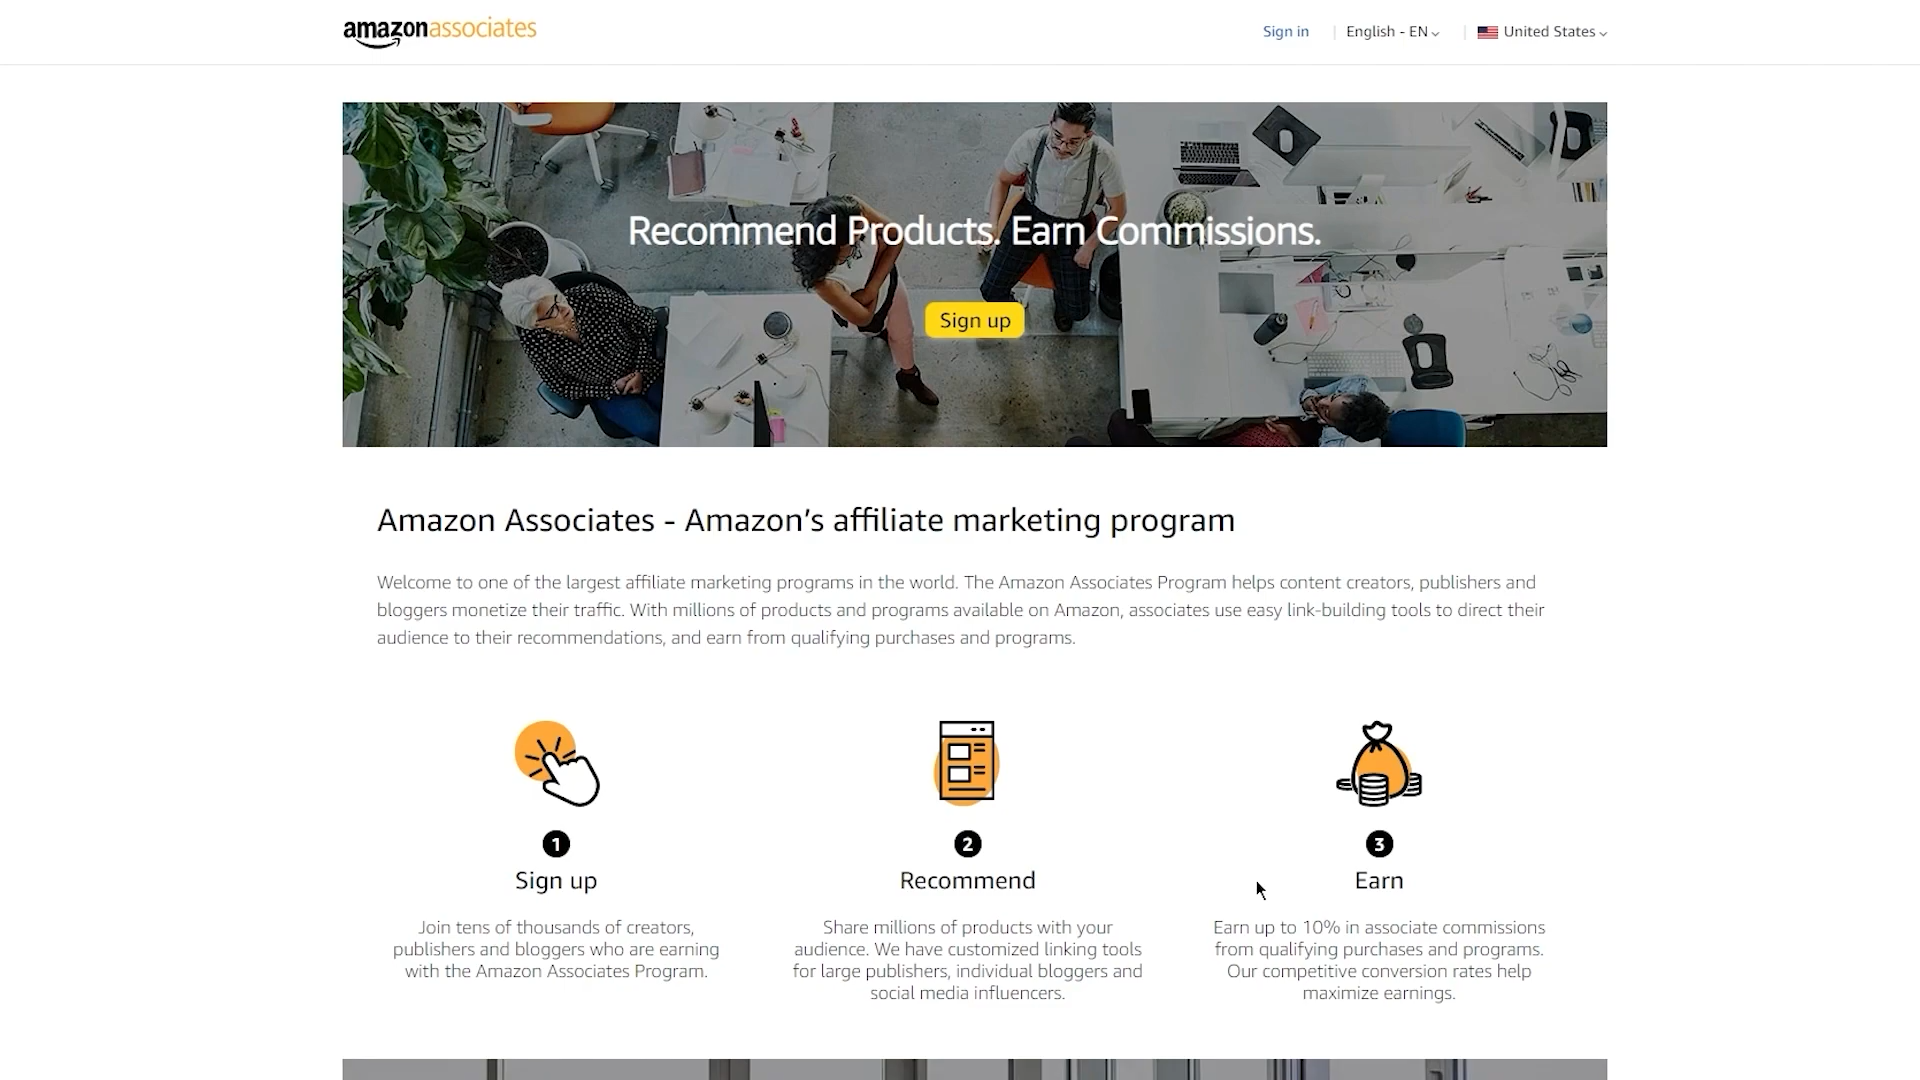 amazonassociates
Sign in
English - EN
United States
Recommend Products. Earn Commissions.
Sign up
Amazon Associates - Amazon's affiliate marketing program
Welcome to one of the largest affiliate marketing programs in the world. The Amazon Associates Program helps content creators, publishers and
bloggers monetize their traffic. With millions of products and programs available on Amazon, associates use easy link-building tools to direct their
audience to their recommendations, and earn from qualifying purchases and programs.
1
Sign up
Join tens of thousands of creators,
publishers and bloggers who are earning
with the Amazon Associates Program.
2
Recommend
Share millions of products with your
audience. We have customized linking tools
for large publishers, individual bloggers and
social media influencers.
3
Earn
Earn up to 10% in associate commissions
from qualifying purchases and programs.
Our competitive conversion rates help
maximize earnings.